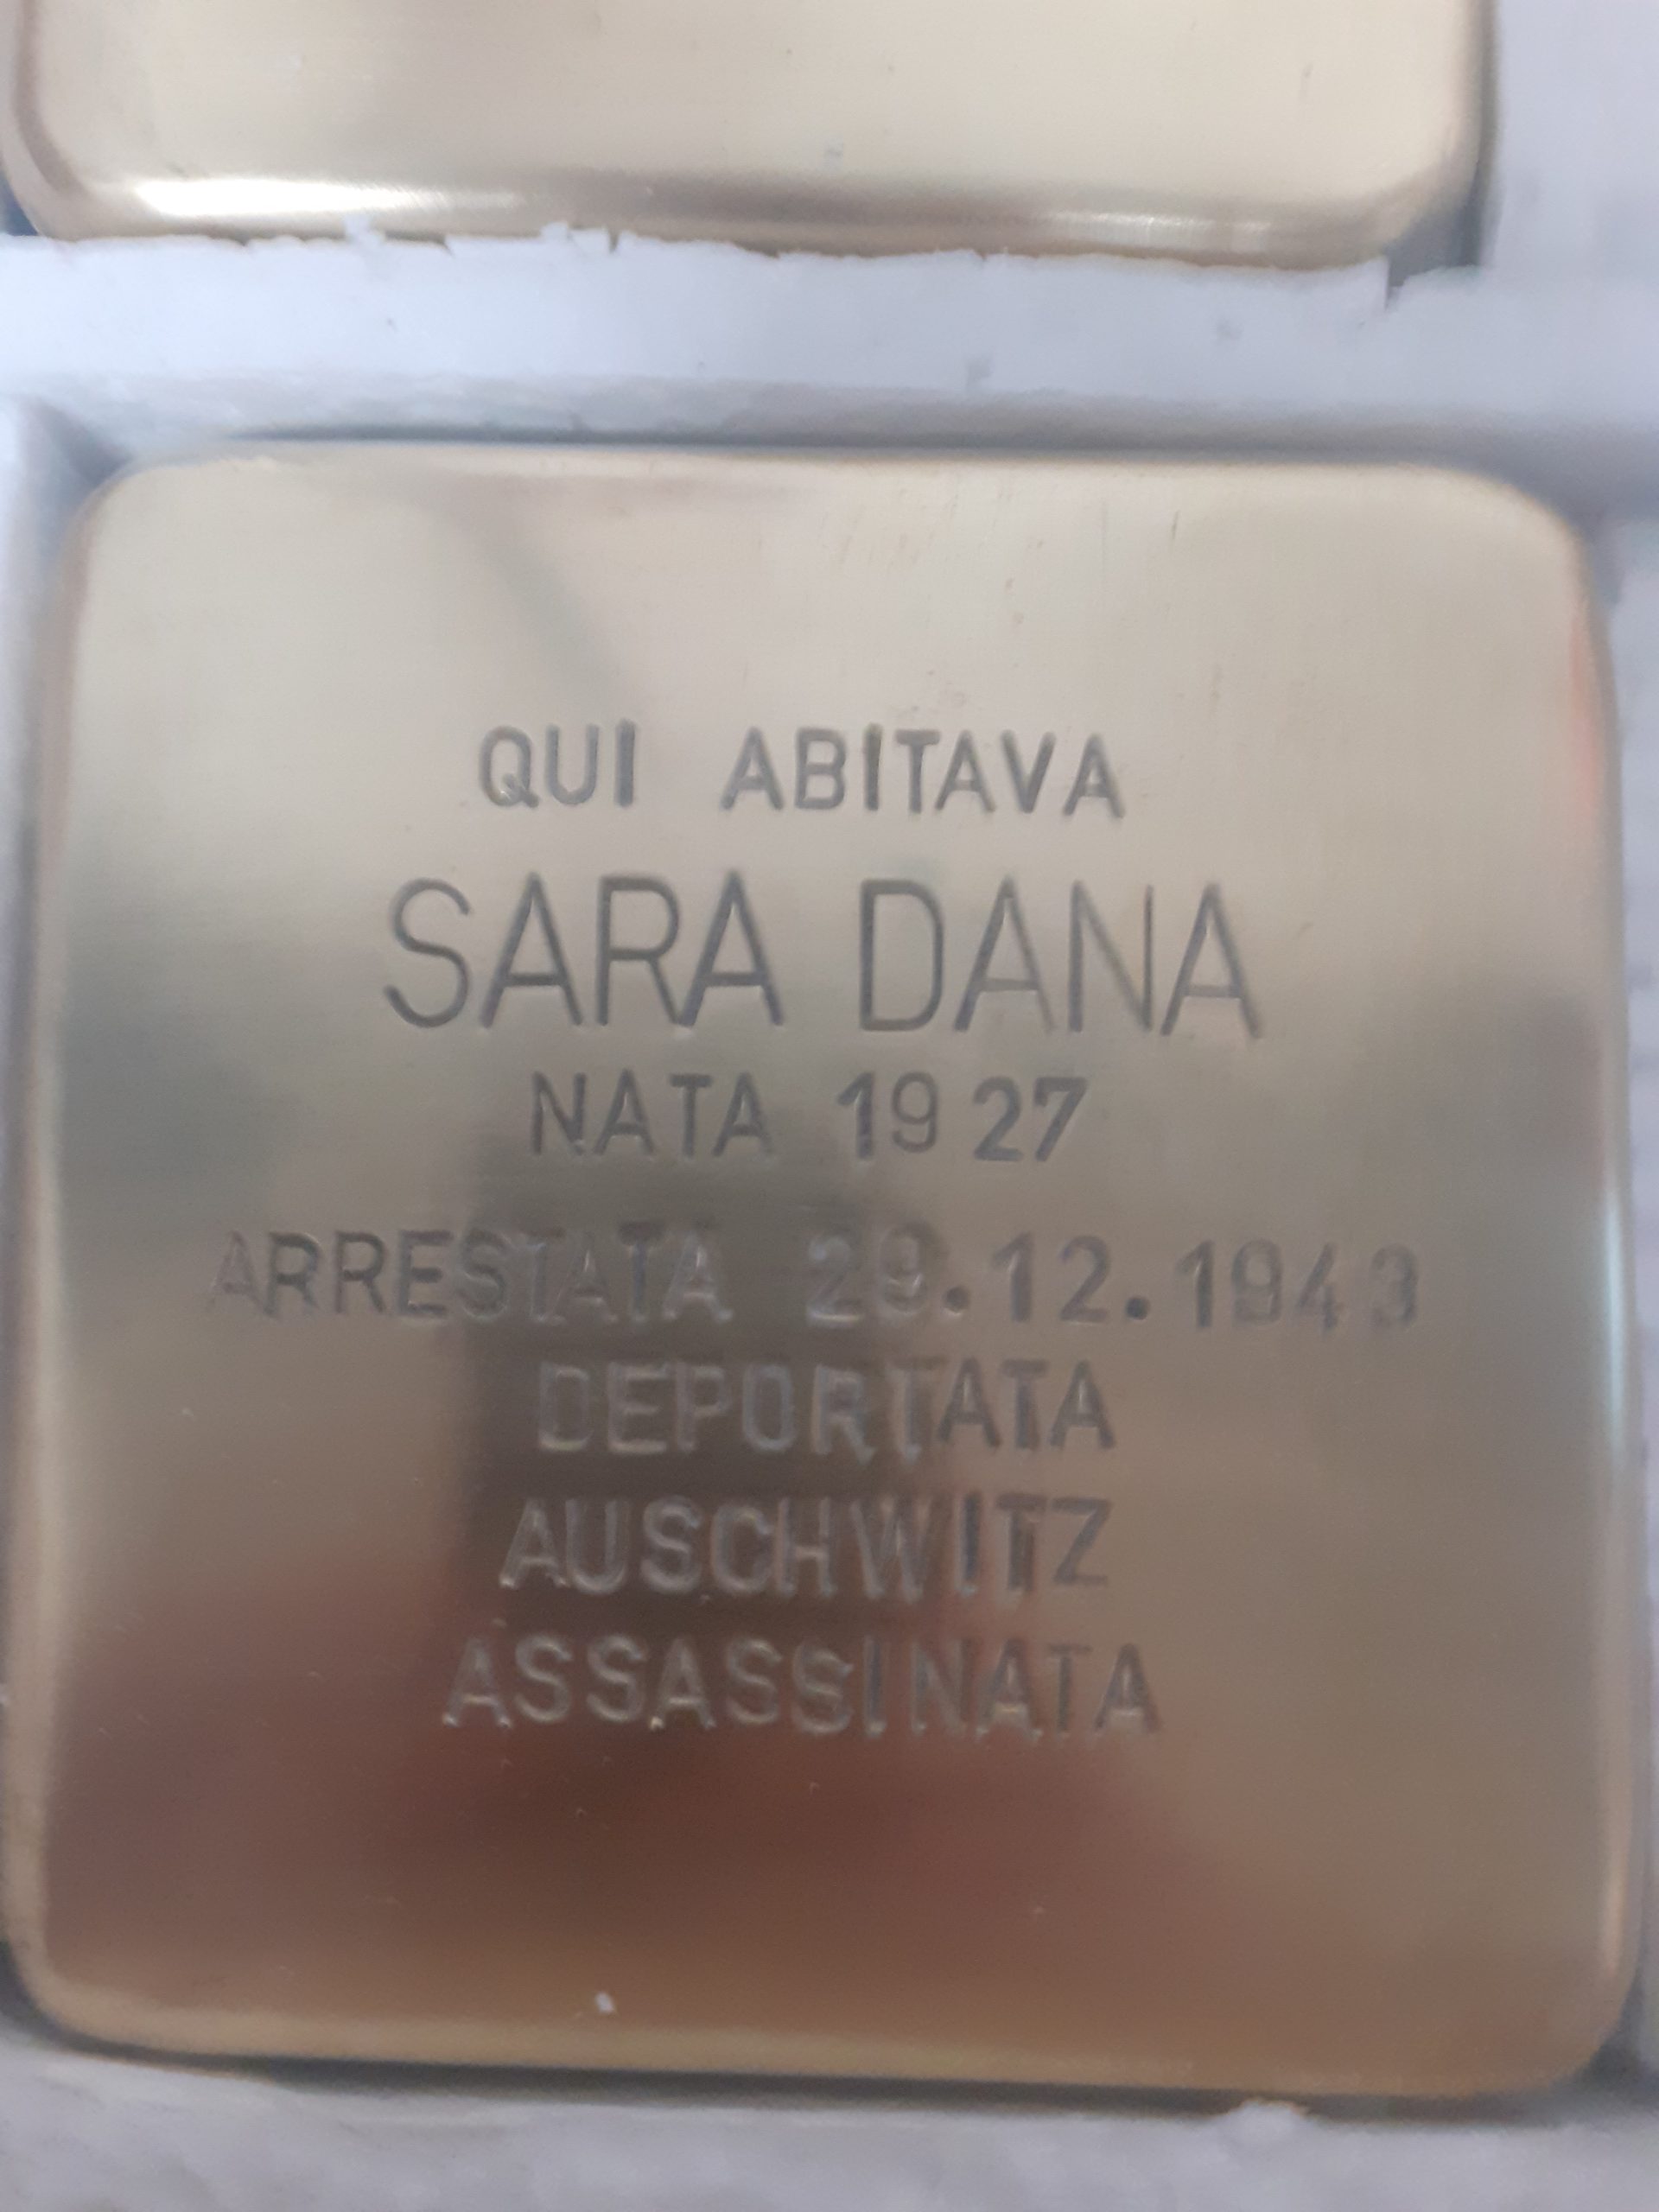 QUI ABITAVA
SARA DANA
NATA 1927
ARRESTATA 29.12.1943
DEPORTATA
AUSCHWITZ
ASSASSINATA